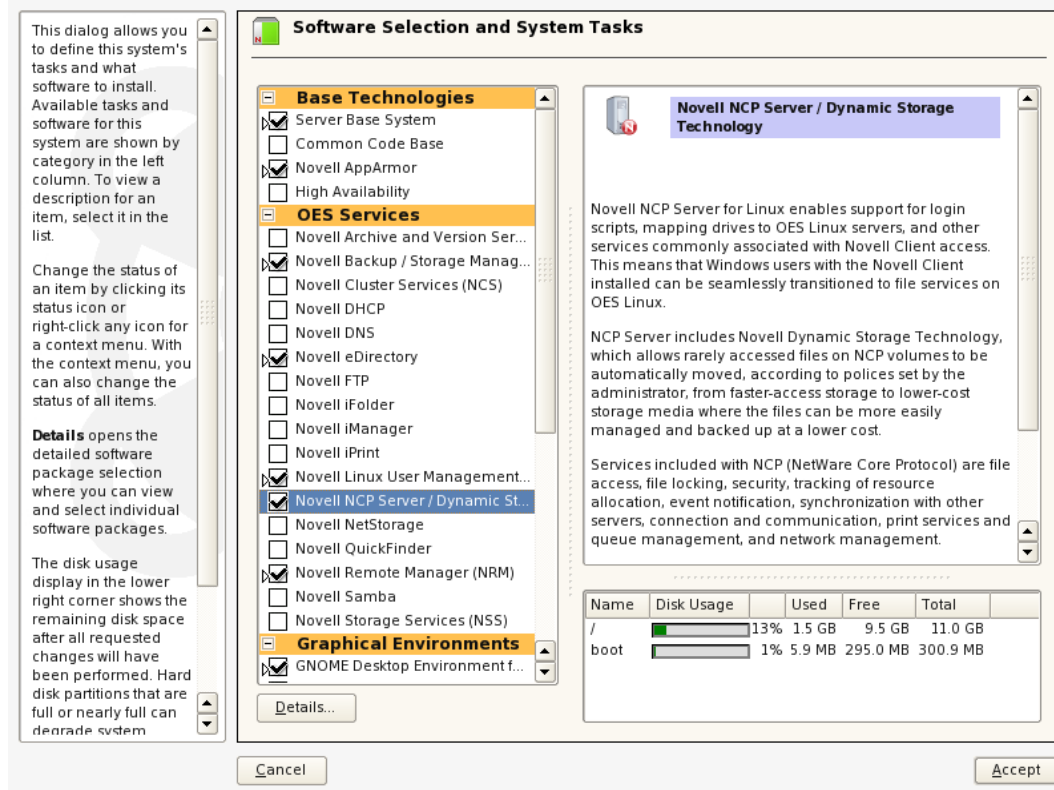 This dialog allows you
to define this system's
tasks and what
software to install.
Available tasks and
software for this
system are shown by
category in the left
column. To view a
description for an
item, select it in the
list.
Change the status of
an item by clicking its
status icon or
right-click any icon for
a context menu. With
the context menu, you
can also change the
status of all items.
Details opens the
detailed software
package selection
where you can view
and select individual
software packages.
The disk usage
display in the lower
right corner shows the
remaining disk space
after all requested
changes will have
been performed. Hard
disk partitions that are
full or nearly full can
degrade system
Software Selection and System Tasks
Base Technologies
Server Base System
Common Code Base
Novell AppArmor
High Availability
OES Services
Novell Archive and Version Ser...
Novell Backup / Storage Manag...
Novell Cluster Services (NCS)
Novell DHCP
Novell DNS
Novell eDirectory
Novell FTP
Novell iFolder
Novell iManager
Novell iPrint
Novell Linux User Management...
Novell NCP Server / Dynamic St...
Novell NetStorage
Novell QuickFinder
Novell Remote Manager (NRM)
Novell Samba
Novell Storage Services (NSS)
Graphical Environments
GNOME Desktop Environment f...
Details...
Novell NCP Server / Dynamic Storage
Technology
Novell NCP Server for Linux enables support for login
scripts, mapping drives to OES Linux servers, and other
services commonly associated with Novell Client access.
This means that Windows users with the Novell Client
installed can be seamlessly transitioned to file services on
OES Linux.
NCP Server includes Novell Dynamic Storage Technology,
which allows rarely accessed files on NCP volumes to be
automatically moved, according to polices set by the
administrator, from faster-access storage to lower-cost
storage media where the files can be more easily
managed and backed up at a lower cost.
Services included with NCP (NetWare Core Protocol) are file
access, file locking, security, tracking of resource
allocation, event notification, synchronization with other
servers, connection and communication, print services and
queue management, and network management.
Name Disk Usage Used Free Total
/ 13% 1.5 GB 9.5 GB 11.0 GB
boot 1% 5.9 MB 295.0 MB 300.9 MB
Cancel
Accept